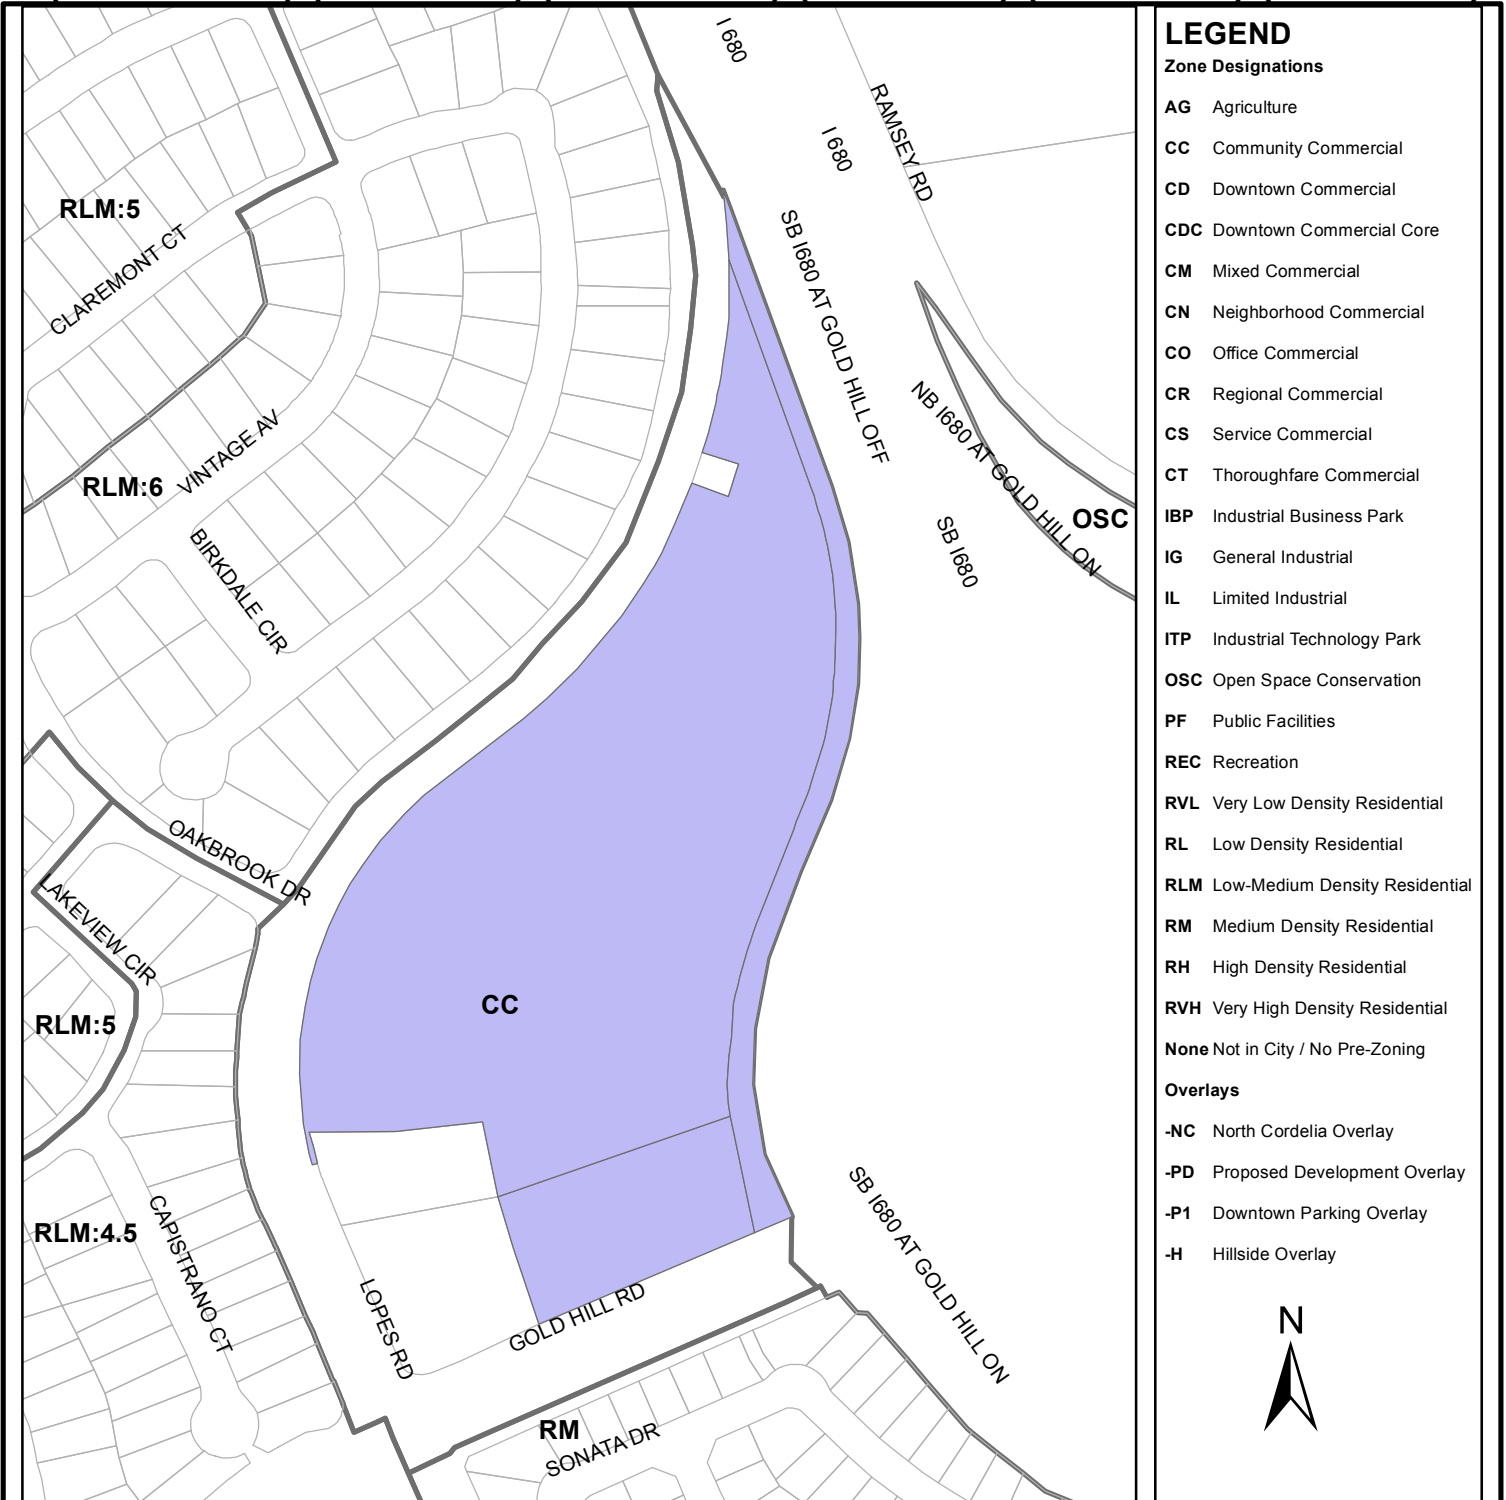 I 680
I 680
RAMSEY RD
RLM:5
CLAREMONT CT
SB I680 AT GOLD HILL OFF
NB I680 AT GOLD HILL ON
OSC
RLM:6
VINTAGE AV
SB I680
BIRKDALE CIR
OAKBROOK DR
LAKEVIEW CIR
RLM:5
CC
RLM:4.5
CAPISTRANO CT
LOPES RD
GOLD HILL RD
SB I680 AT GOLD HILL ON
RM
SONATA DR
LEGEND
Zone Designations
AG Agriculture
CC Community Commercial
CD Downtown Commercial
CDC Downtown Commercial Core
CM Mixed Commercial
CN Neighborhood Commercial
CO Office Commercial
CR Regional Commercial
CS Service Commercial
CT Thoroughfare Commercial
IBP Industrial Business Park
IG General Industrial
IL Limited Industrial
ITP Industrial Technology Park
OSC Open Space Conservation
PF Public Facilities
REC Recreation
RVL Very Low Density Residential
RL Low Density Residential
RLM Low-Medium Density Residential
RM Medium Density Residential
RH High Density Residential
RVH Very High Density Residential
None Not in City / No Pre-Zoning
Overlays
-NC North Cordelia Overlay
-PD Proposed Development Overlay
-P1 Downtown Parking Overlay
-H Hillside Overlay
N